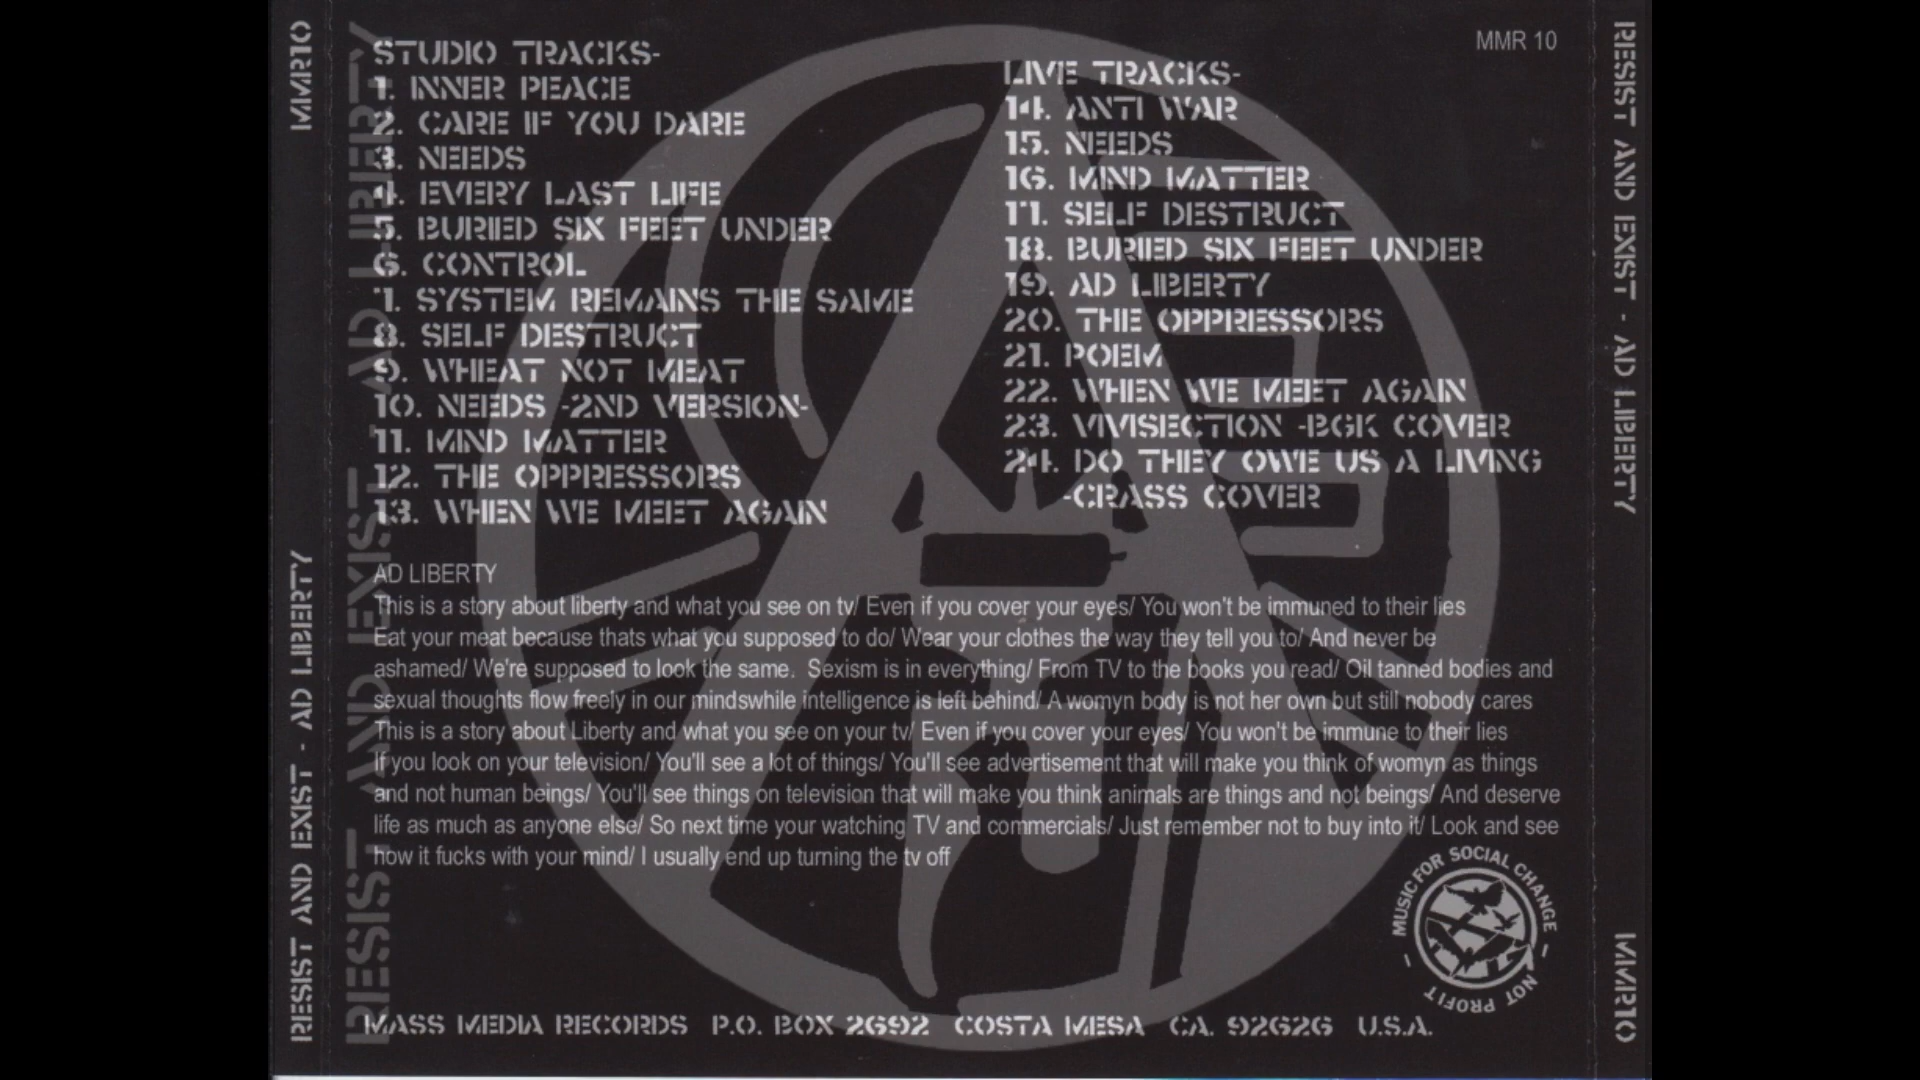 MMR10
RESIST AND EXIST - AD LIBERTY
RESIST AND EXIST - AD LIBERTY
STUDIO TRACKS-
1. INNER PEACE
2. CARE IF YOU DARE
3. NEEDS
4. EVERY LAST LIFE
5. BURIED SIX FEET UNDER
6. CONTROL
7. SYSTEM REMAINS THE SAME
8. SELF DESTRUCT
9. WHEAT NOT MEAT
10. NEEDS -2ND VERSION-
11. MIND MATTER
12. THE OPPRESSORS
13. WHEN WE MEET AGAIN
MMR 10
LIVE TRACKS-
14. ANTI WAR
15. NEEDS
16. MIND MATTER
17. SELF DESTRUCT
18. BURIED SIX FEET UNDER
19. AD LIBERTY
20. THE OPPRESSORS
21. POEM
22. WHEN WE MEET AGAIN
23. VIVISECTION -BGK COVER
24. DO THEY OWE US A LIVING
-CRASS COVER
AD LIBERTY
This is a story about liberty and what you see on tv/ Even if you cover your eyes/ You won't be immuned to their lies
Eat your meat because thats what you supposed to do/ Wear your clothes the way they tell you to/ And never be
ashamed/ We're supposed to look the same. Sexism is in everything/ From TV to the books you read/ Oil tanned bodies and
sexual thoughts flow freely in our mindswhile intelligence is left behind/ A womyn body is not her own but still nobody cares
This is a story about Liberty and what you see on your tv/ Even if you cover your eyes/ You won't be immune to their lies
If you look on your television/ You'll see a lot of things/ You'll see advertisement that will make you think of womyn as things
and not human beings/ You'll see things on television that will make you think animals are things and not beings/ And deserve
life as much as anyone else/ So next time your watching TV and commercials/ Just remember not to buy into it/ Look and see
how it fucks with your mind/ I usually end up turning the tv off
MUSIC FOR SOCIAL CHANGE
- NOT PROFIT -
MASS MEDIA RECORDS P.O. BOX 2692 COSTA MESA CA. 92626 U.S.A.
RESIST AND EXIST - AD LIBERTY
MMR10